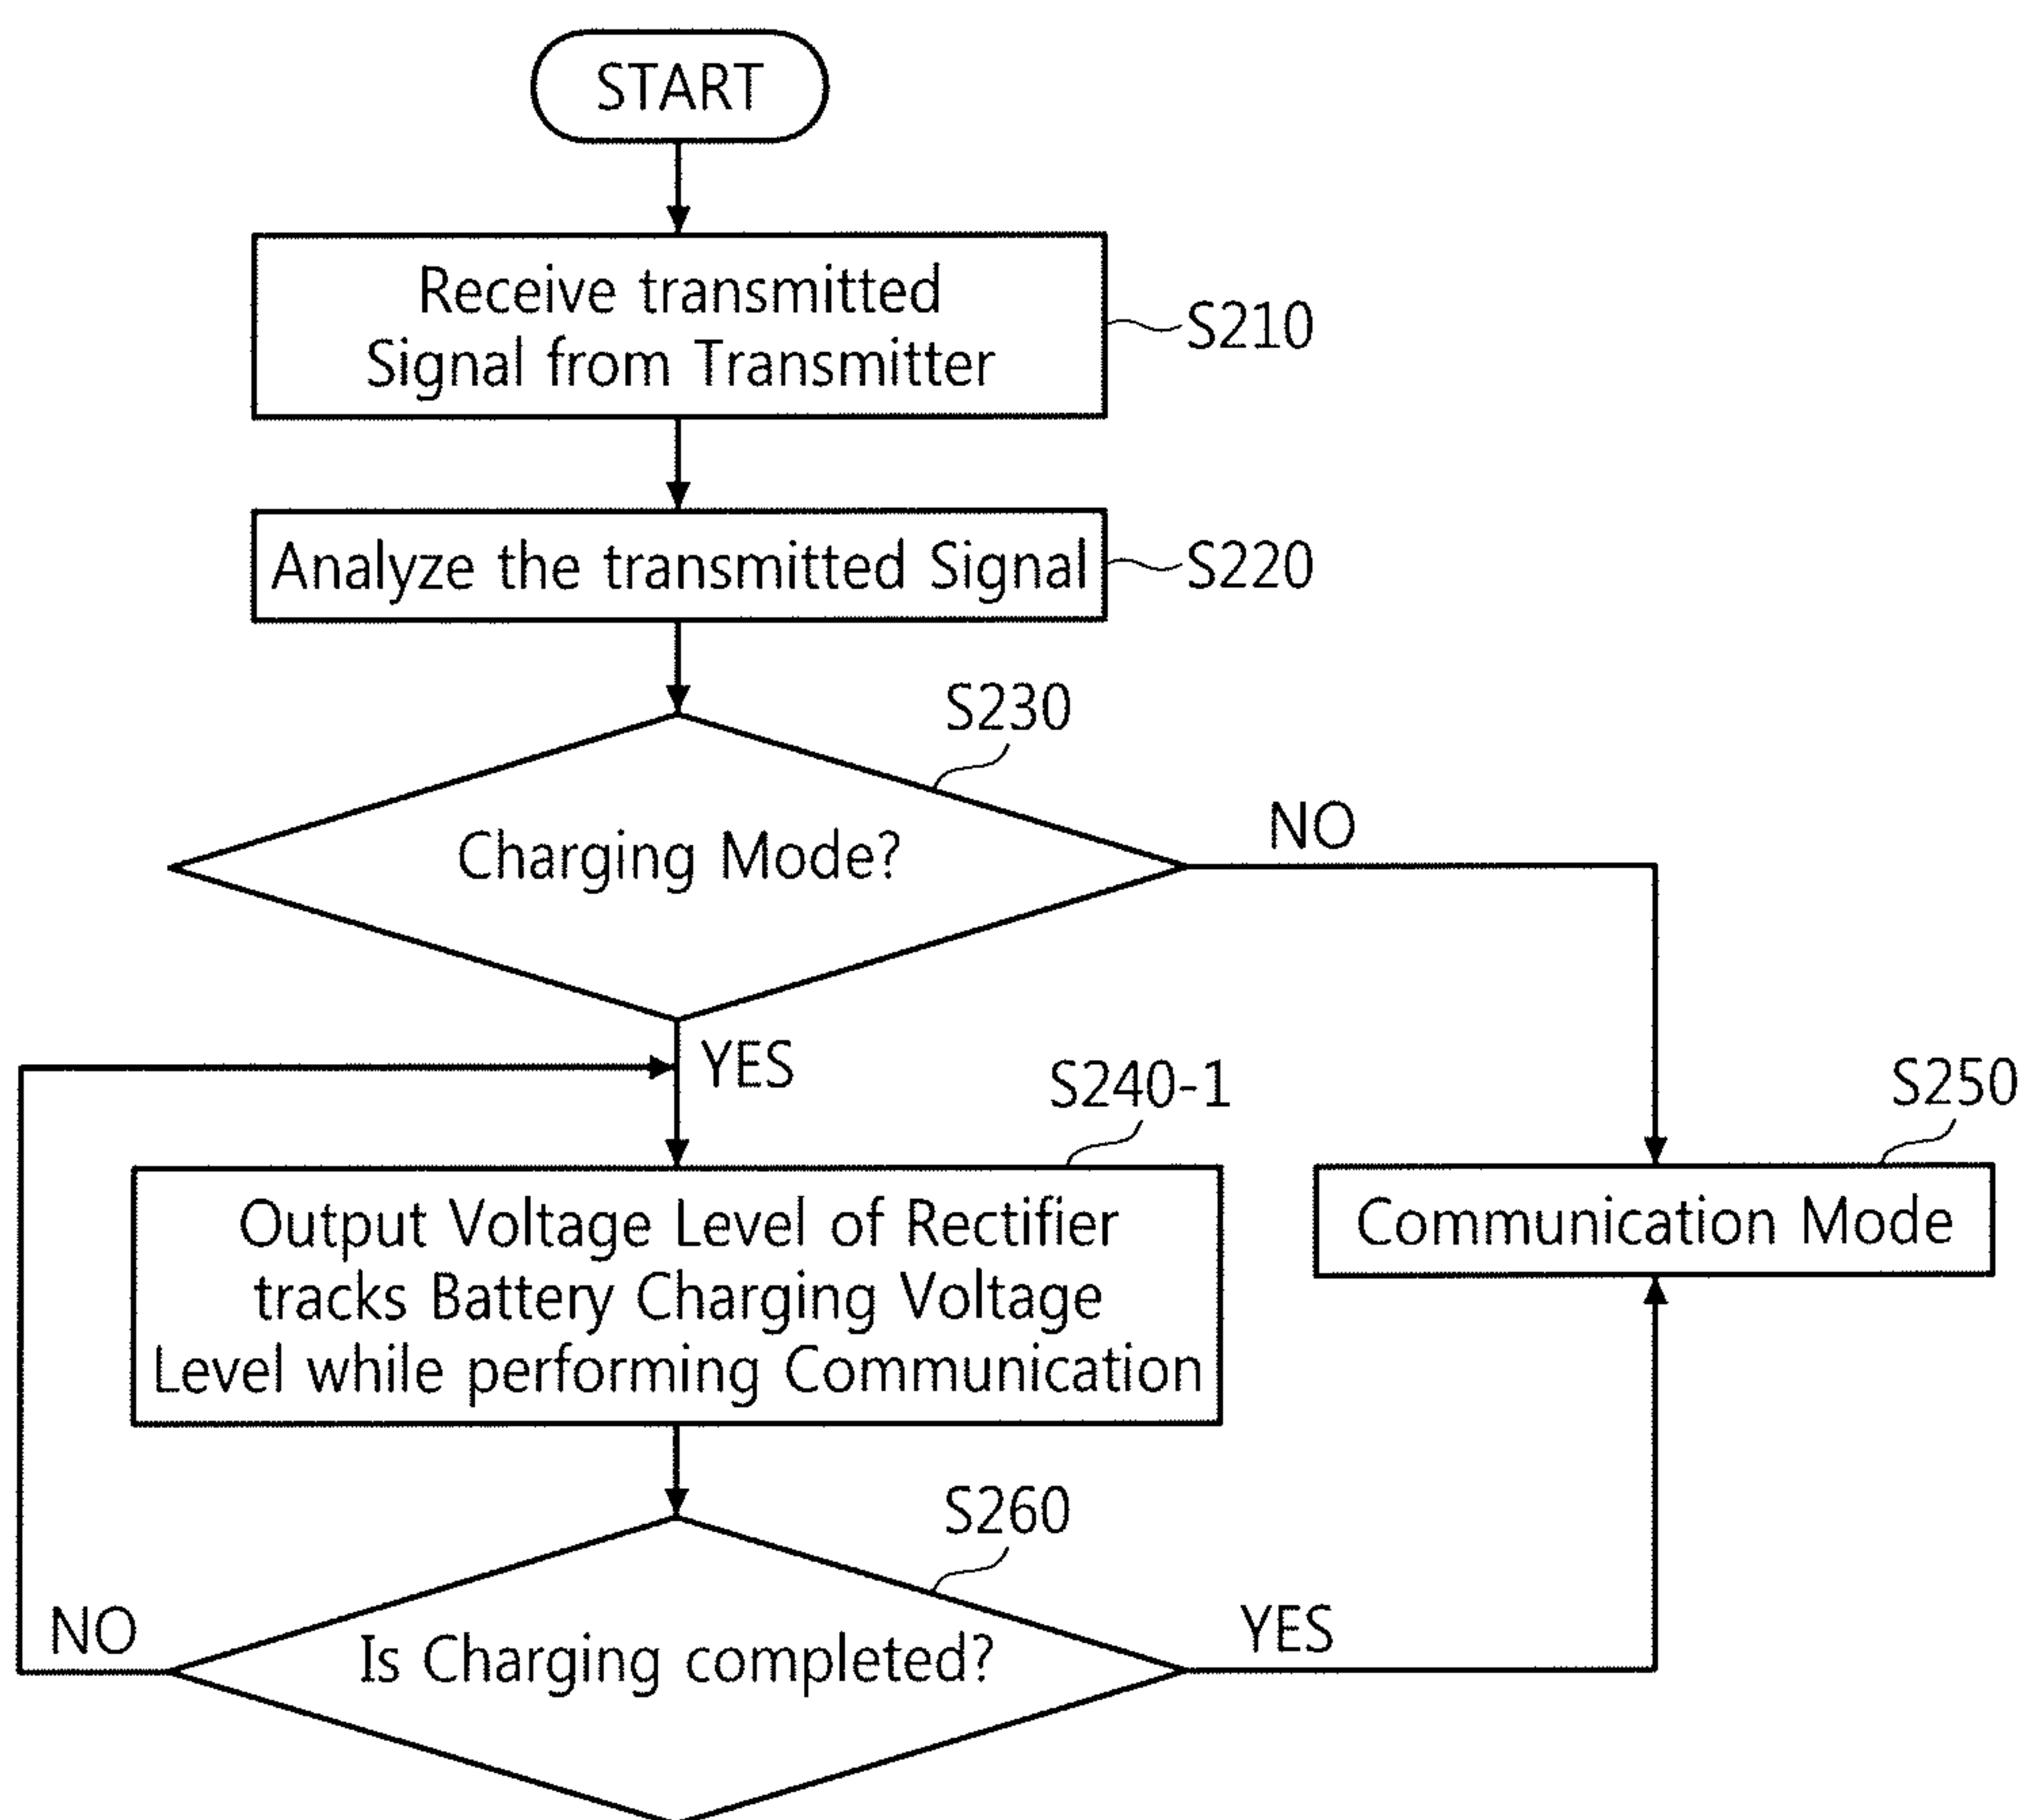 START
Receive transmitted
Signal from Transmitter
S210
Analyze the transmitted Signal
S220
S230
Charging Mode?
NO
YES
S240-1
S250
Output Voltage Level of Rectifier
tracks Battery Charging Voltage
Level while performing Communication
Communication Mode
S260
Is Charging completed?
NO
YES